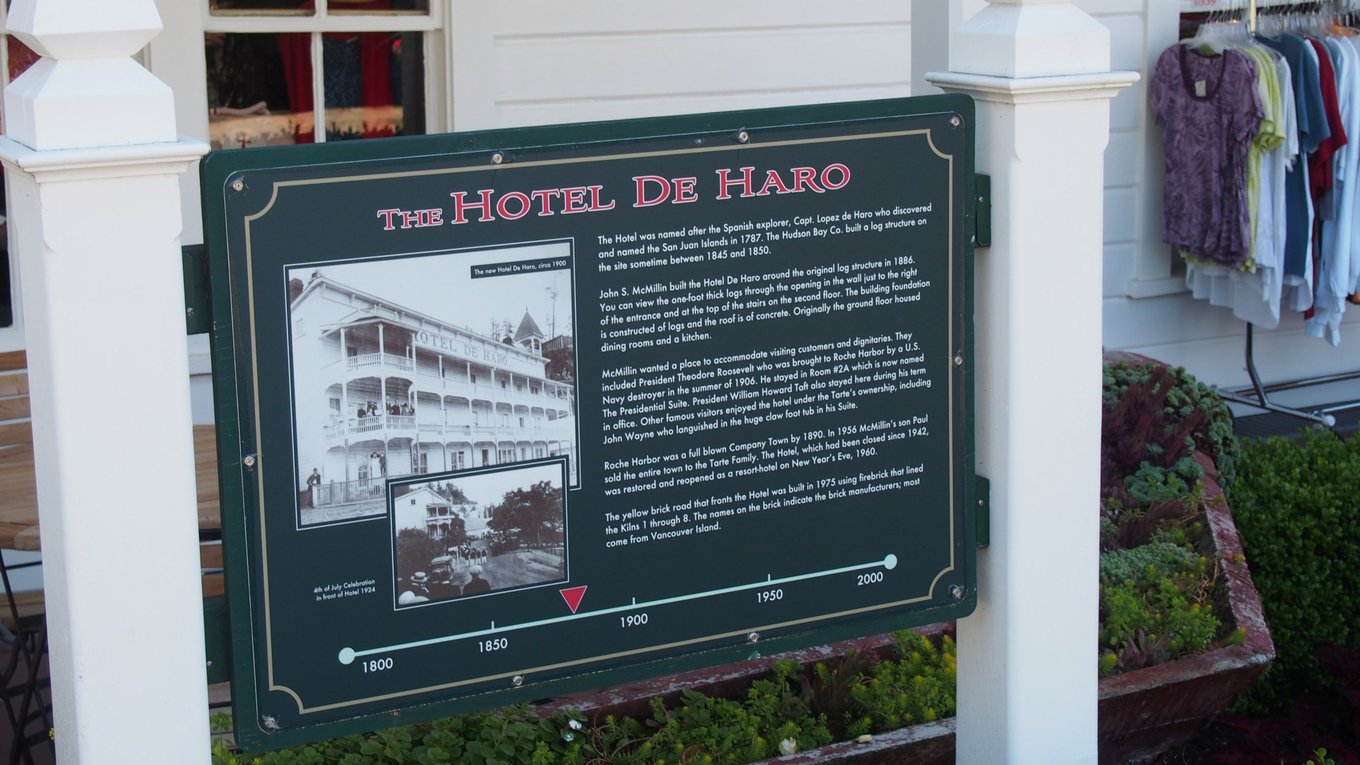 THE HOTEL DE HARO
The new Hotel De Haro, circa 1900
HOTEL DE HARO
The Hotel was named after the Spanish explorer, Capt. Lopez de Haro who discovered
and named the San Juan Islands in 1787. The Hudson Bay Co. built a log structure on
the site sometime between 1845 and 1850.
John S. McMillin built the Hotel De Haro around the original log structure in 1886.
You can view the one-foot thick logs through the opening in the wall just to the right
of the entrance and at the top of the stairs on the second floor. The building foundation
is constructed of logs and the roof is of concrete. Originally the ground floor housed
dining rooms and a kitchen.
McMillin wanted a place to accommodate visiting customers and dignitaries. They
included President Theodore Roosevelt who was brought to Roche Harbor by a U.S.
Navy destroyer in the summer of 1906. He stayed in Room #2A which is now named
The Presidential Suite. President William Howard Taft also stayed here during his term
in office. Other famous visitors enjoyed the hotel under the Tarte's ownership, including
John Wayne who languished in the huge claw foot tub in his Suite.
Roche Harbor was a full blown Company Town by 1890. In 1956 McMillin's son Paul
sold the entire town to the Tarte Family. The Hotel, which had been closed since 1942,
was restored and reopened as a resort-hotel on New Year's Eve, 1960.
The yellow brick road that fronts the Hotel was built in 1975 using firebrick that lined
the Kilns 1 through 8. The names on the brick indicate the brick manufacturers; most
come from Vancouver Island.
4th of July Celebration
in front of Hotel 1924
1800 1850 1900 1950 2000